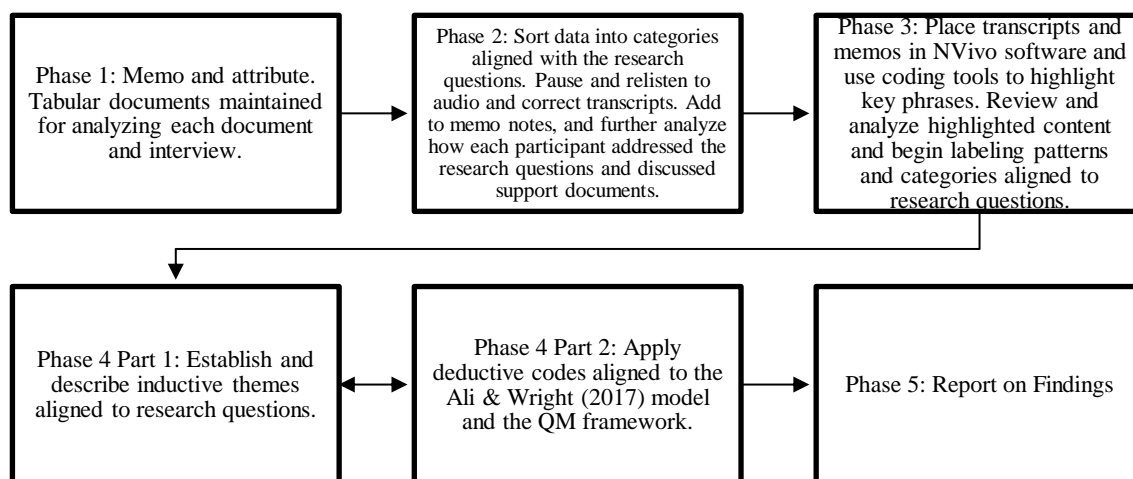 Phase 1: Memo and attribute.
Tabular documents maintained
for analyzing each document
and interview.
Phase 2: Sort data into categories
aligned with the research
questions. Pause and relisten to
audio and correct transcripts. Add
to memo notes, and further analyze
how each participant addressed the
research questions and discussed
support documents.
Phase 3: Place transcripts and
memos in NVivo software and
use coding tools to highlight
key phrases. Review and
analyze highlighted content
and begin labeling patterns
and categories aligned to
research questions.
Phase 4 Part 1: Establish and
describe inductive themes
aligned to research questions.
Phase 4 Part 2: Apply
deductive codes aligned to the
Ali & Wright (2017) model
and the QM framework.
Phase 5: Report on Findings